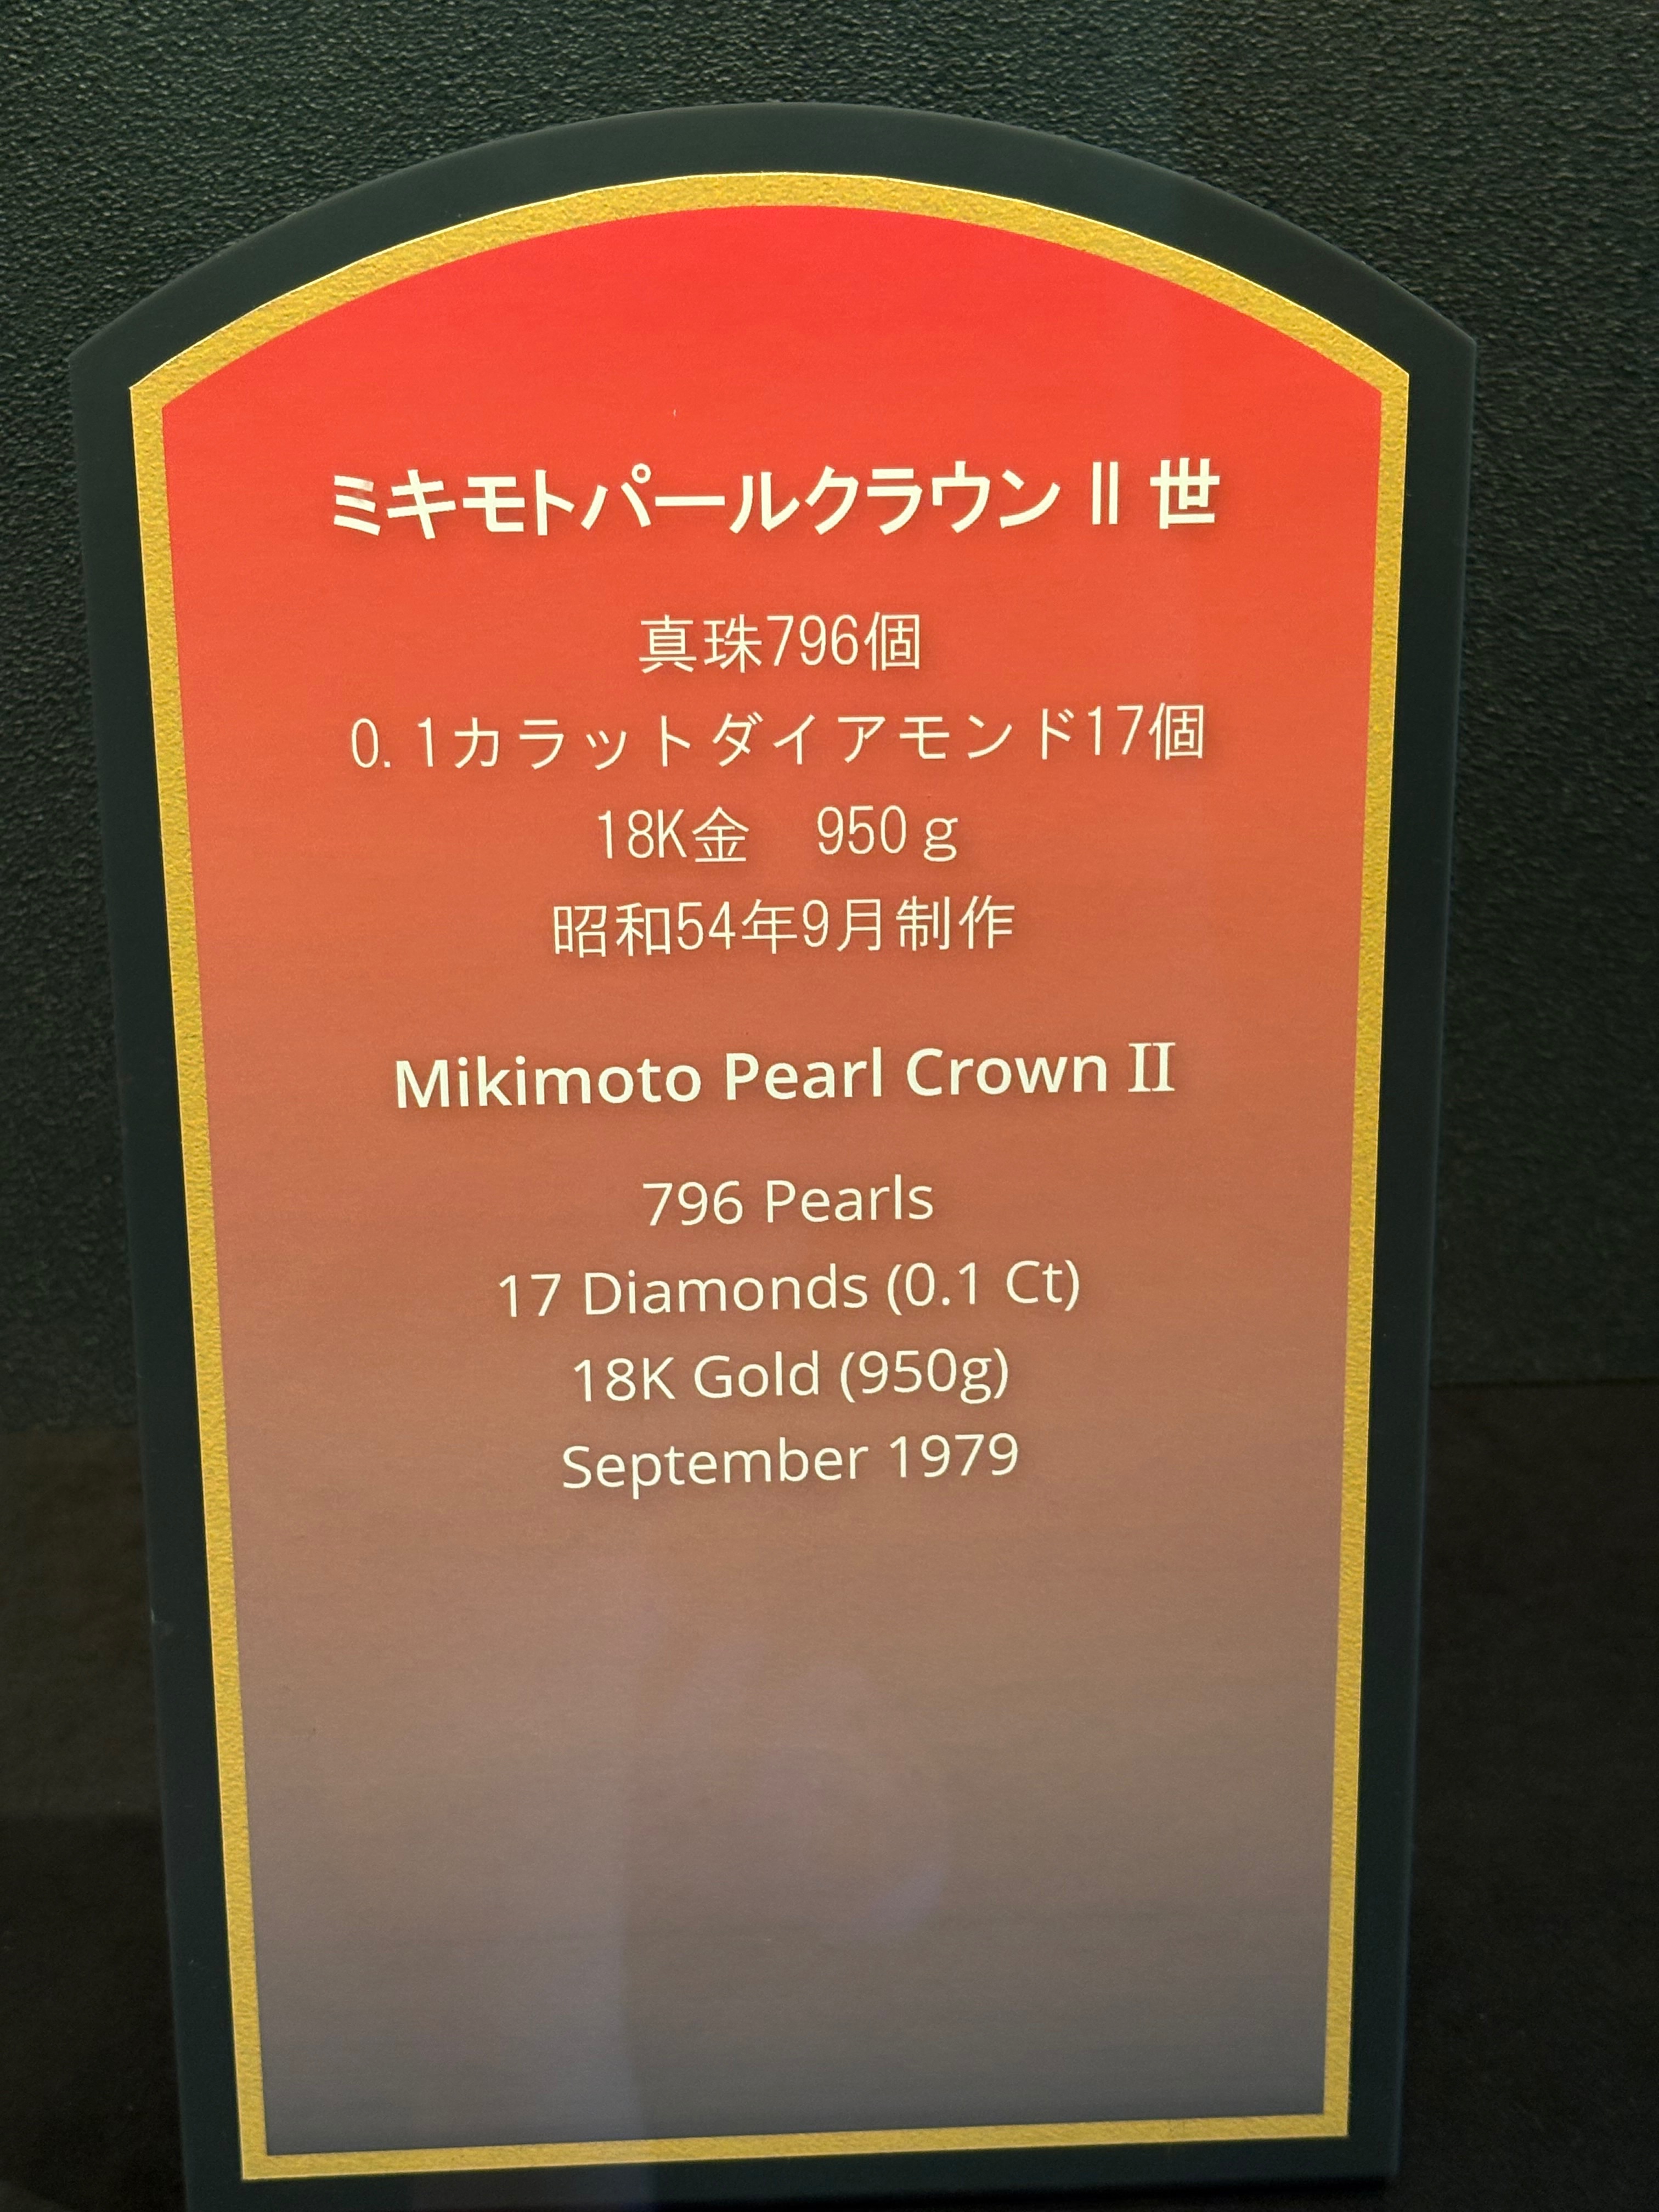 ミキモトパールクラウン Ⅱ 世
真珠796個
0.1カラットダイアモンド17個
18K金　950ｇ
昭和54年9月制作
Mikimoto Pearl Crown Ⅱ
796 Pearls
17 Diamonds (0.1 Ct)
18K Gold (950g)
September 1979